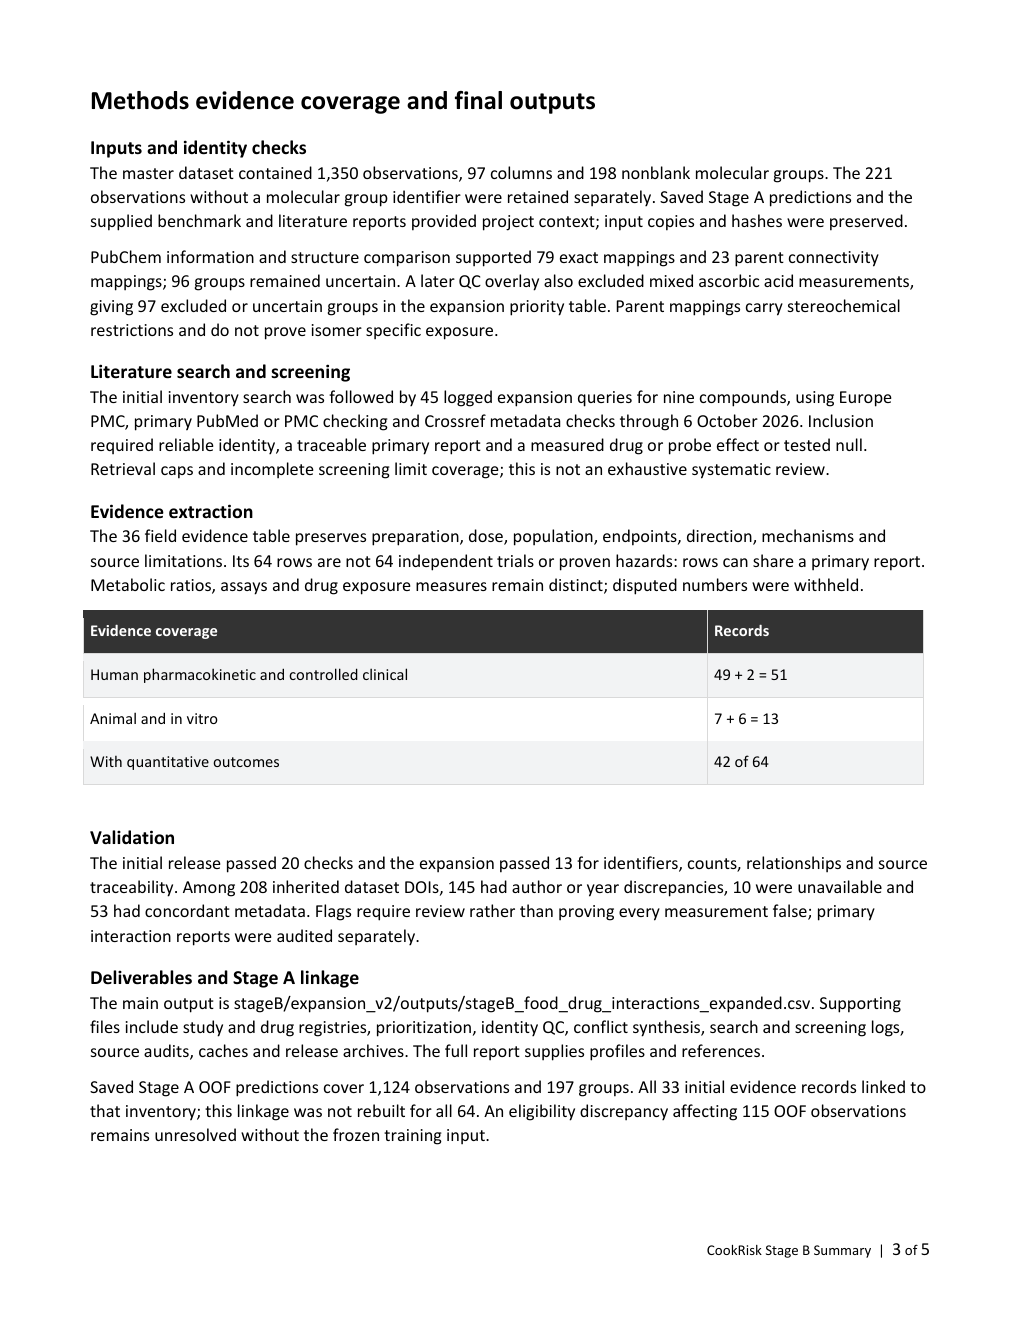 Methods evidence coverage and final outputs
Inputs and identity checks
The master dataset contained 1,350 observations, 97 columns and 198 nonblank molecular groups. The 221
observations without a molecular group identifier were retained separately. Saved Stage A predictions and the
supplied benchmark and literature reports provided project context; input copies and hashes were preserved.
PubChem information and structure comparison supported 79 exact mappings and 23 parent connectivity
mappings; 96 groups remained uncertain. A later QC overlay also excluded mixed ascorbic acid measurements,
giving 97 excluded or uncertain groups in the expansion priority table. Parent mappings carry stereochemical
restrictions and do not prove isomer specific exposure.
Literature search and screening
The initial inventory search was followed by 45 logged expansion queries for nine compounds, using Europe
PMC, primary PubMed or PMC checking and Crossref metadata checks through 6 October 2026. Inclusion
required reliable identity, a traceable primary report and a measured drug or probe effect or tested null.
Retrieval caps and incomplete screening limit coverage; this is not an exhaustive systematic review.
Evidence extraction
The 36 field evidence table preserves preparation, dose, population, endpoints, direction, mechanisms and
source limitations. Its 64 rows are not 64 independent trials or proven hazards: rows can share a primary report.
Metabolic ratios, assays and drug exposure measures remain distinct; disputed numbers were withheld.
Evidence coverage Records
Human pharmacokinetic and controlled clinical 49 + 2 = 51
Animal and in vitro 7 + 6 = 13
With quantitative outcomes 42 of 64
Validation
The initial release passed 20 checks and the expansion passed 13 for identifiers, counts, relationships and source
traceability. Among 208 inherited dataset DOIs, 145 had author or year discrepancies, 10 were unavailable and
53 had concordant metadata. Flags require review rather than proving every measurement false; primary
interaction reports were audited separately.
Deliverables and Stage A linkage
The main output is stageB/expansion_v2/outputs/stageB_food_drug_interactions_expanded.csv. Supporting
files include study and drug registries, prioritization, identity QC, conflict synthesis, search and screening logs,
source audits, caches and release archives. The full report supplies profiles and references.
Saved Stage A OOF predictions cover 1,124 observations and 197 groups. All 33 initial evidence records linked to
that inventory; this linkage was not rebuilt for all 64. An eligibility discrepancy affecting 115 OOF observations
remains unresolved without the frozen training input.
CookRisk Stage B Summary | 3 of 5